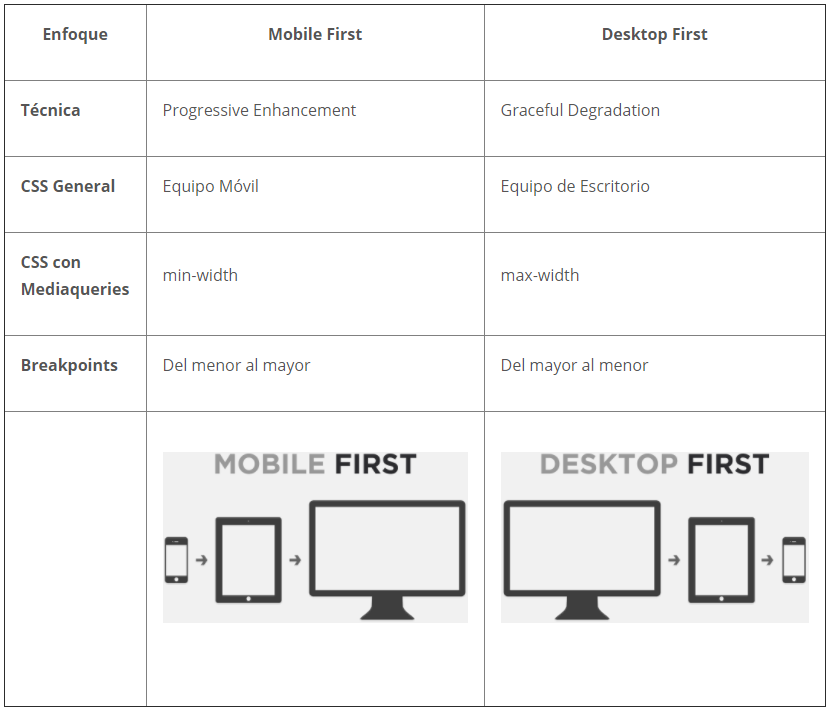 Enfoque Mobile First Desktop First
Técnica Progressive Enhancement Graceful Degradation
CSS General Equipo Móvil Equipo de Escritorio
CSS con
Mediaqueries min-width max-width
Breakpoints Del menor al mayor Del mayor al menor
MOBILE FIRST DESKTOP FIRST